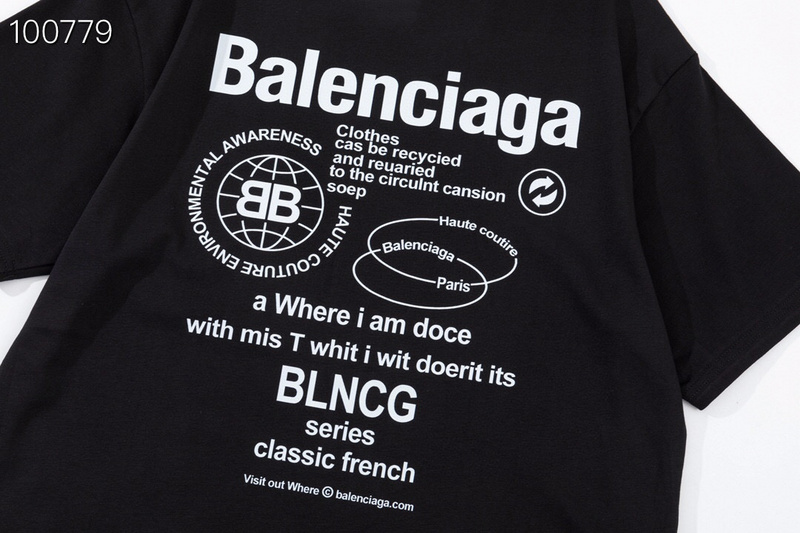 100779
Balenciaga
Clothes
cas be recycied
and reuaried
to the circulnt cansion
soep
ENVIRONMENTAL AWARENESS
HAUTE COUTURE
BB
Haute coutire
Balenciaga
Paris
a Where i am doce
with mis T whit i wit doerit its
BLNCG
series
classic french
Visit out Where © balenciaga.com